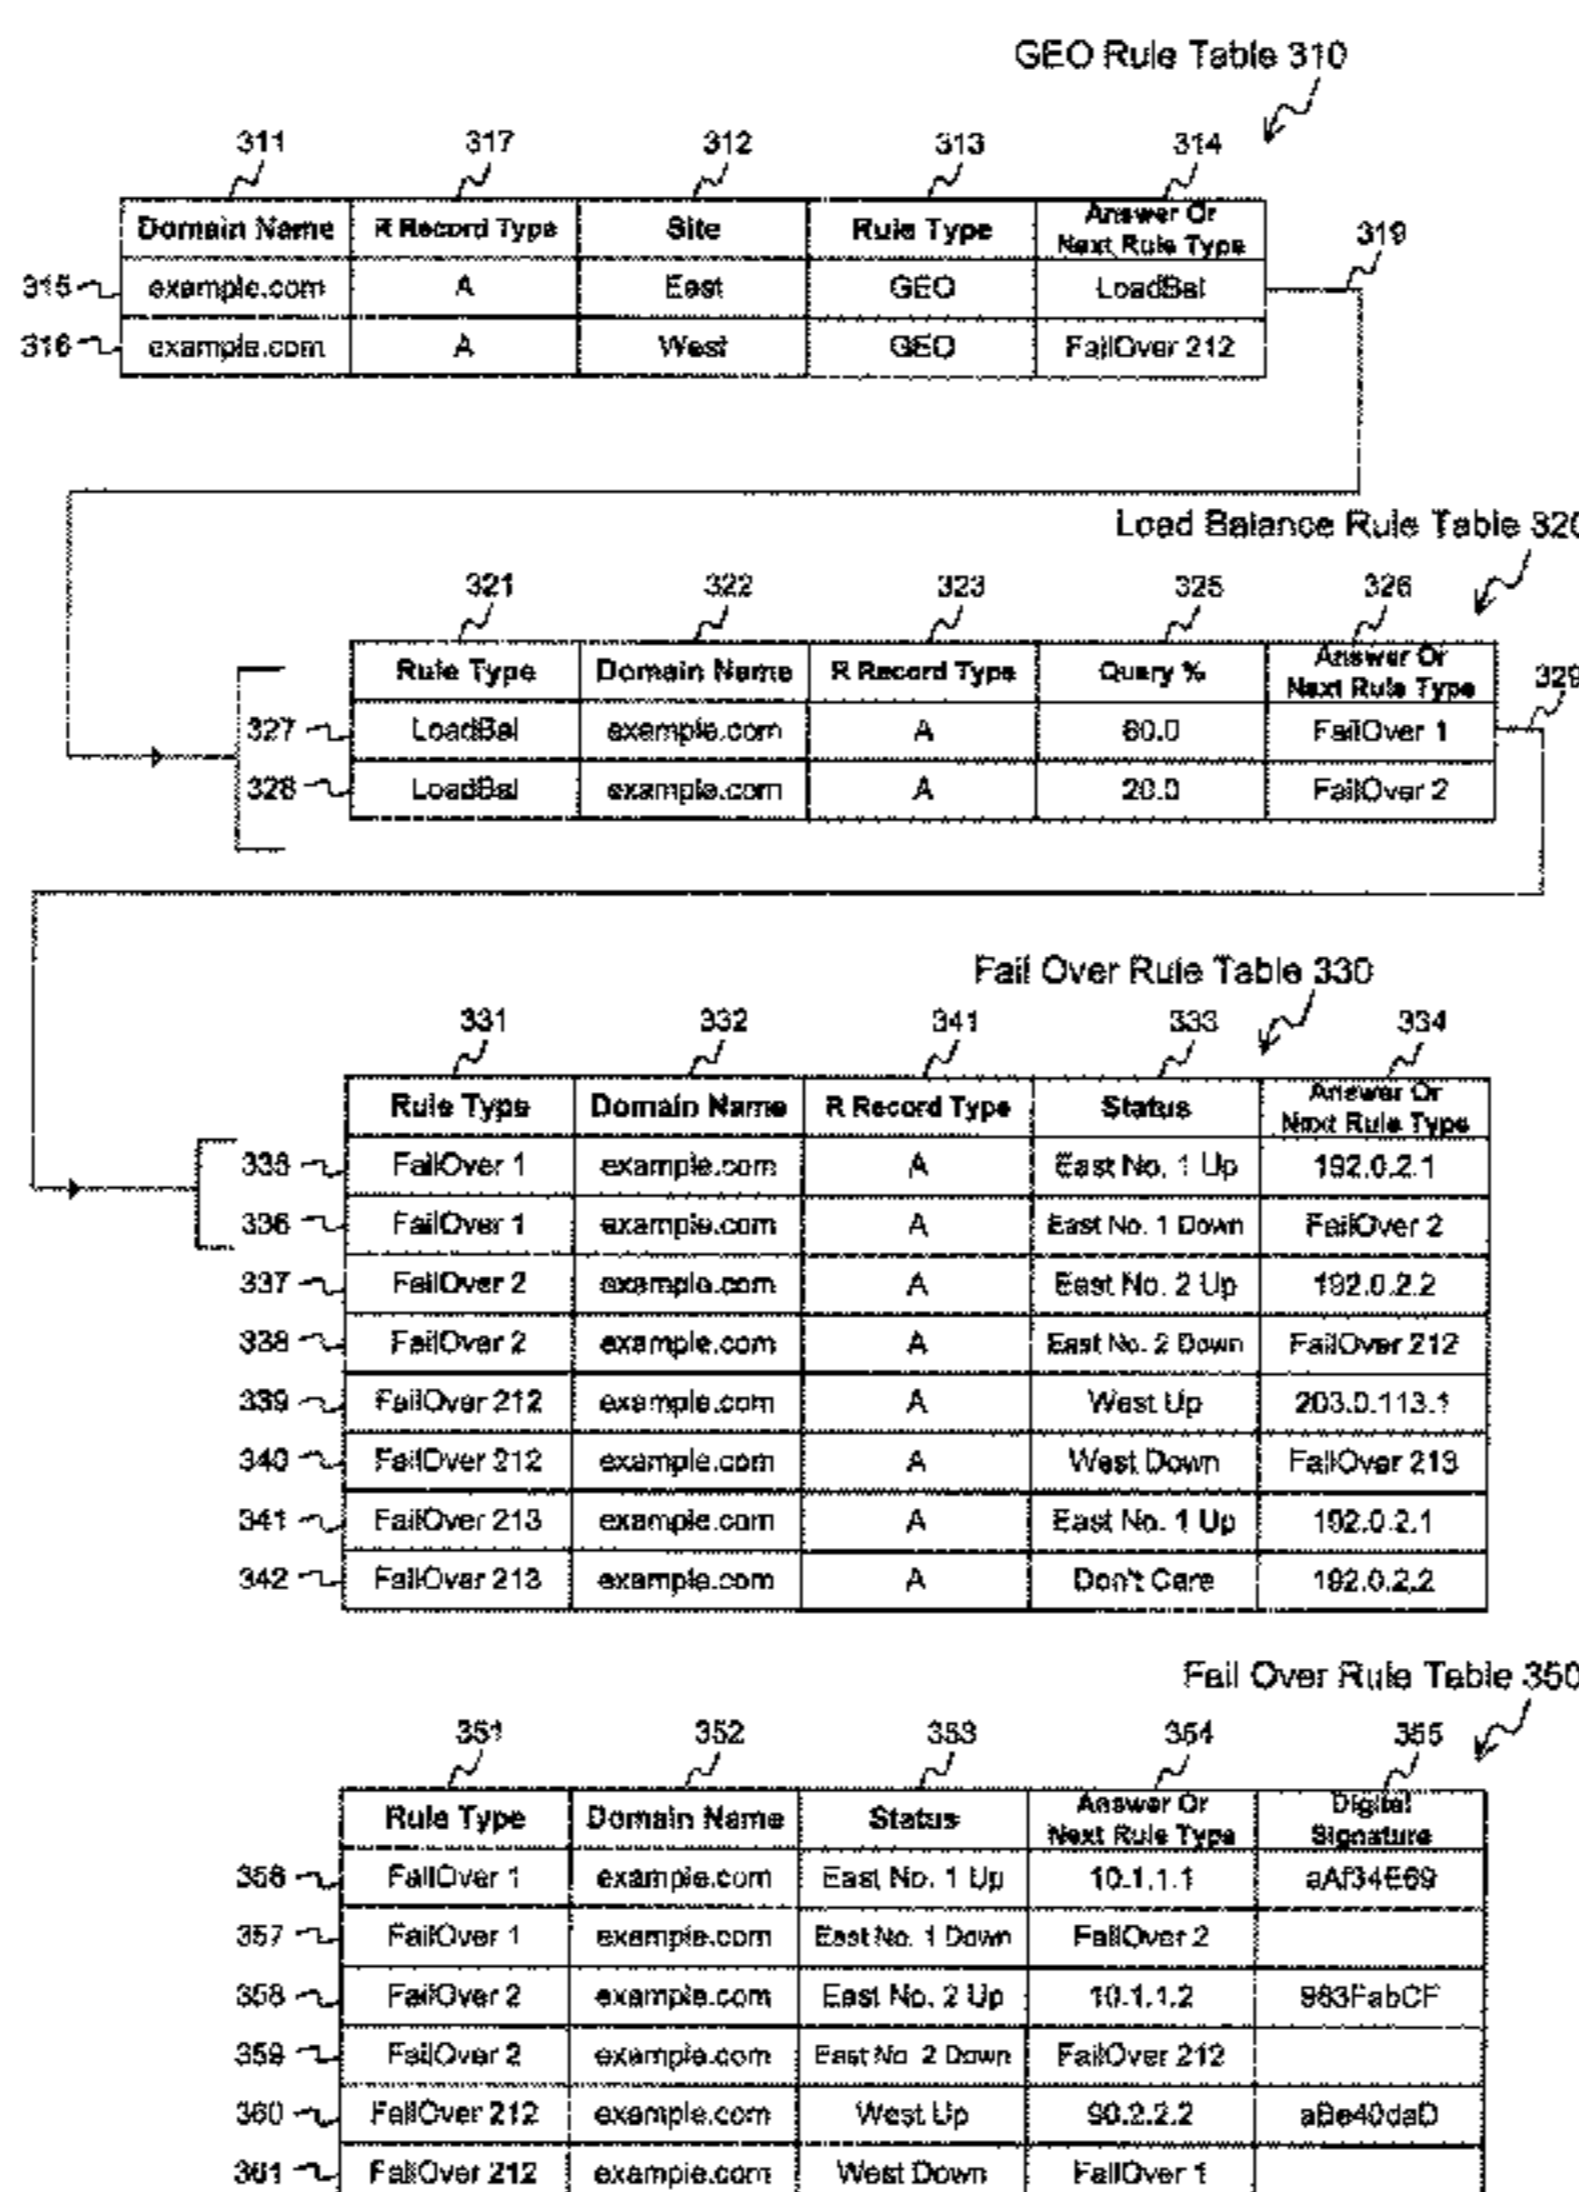 GEO Rule Table 310
311 317 312 313 314
Domain Name R Record Type Site Rule Type Answer Or Next Rule Type 319
315 example.com A East GEO LoadBal
316 example.com A West GEO FailOver 212
Load Balance Rule Table 320
321 322 323 325 326
Rule Type Domain Name R Record Type Query % Answer Or Next Rule Type 329
327 LoadBal example.com A 80.0 FailOver 1
328 LoadBal example.com A 20.0 FailOver 2
Fail Over Rule Table 330
331 332 341 333 334
Rule Type Domain Name R Record Type Status Answer Or Next Rule Type
335 FailOver 1 example.com A East No. 1 Up 192.0.2.1
336 FailOver 1 example.com A East No. 1 Down FailOver 2
337 FailOver 2 example.com A East No. 2 Up 192.0.2.2
338 FailOver 2 example.com A East No. 2 Down FailOver 212
339 FailOver 212 example.com A West Up 203.0.113.1
340 FailOver 212 example.com A West Down FailOver 213
341 FailOver 213 example.com A East No. 1 Up 192.0.2.1
342 FailOver 213 example.com A Don't Care 192.0.2.2
Fail Over Rule Table 350
351 352 353 354 355
Rule Type Domain Name Status Answer Or Next Rule Type Digital Signature
356 FailOver 1 example.com East No. 1 Up 10.1.1.1 aAf34E69
357 FailOver 1 example.com East No. 1 Down FailOver 2
358 FailOver 2 example.com East No. 2 Up 10.1.1.2 983FabCF
359 FailOver 2 example.com East No. 2 Down FailOver 212
360 FailOver 212 example.com West Up 90.2.2.2 aBe40daD
361 FailOver 212 example.com West Down FailOver 1